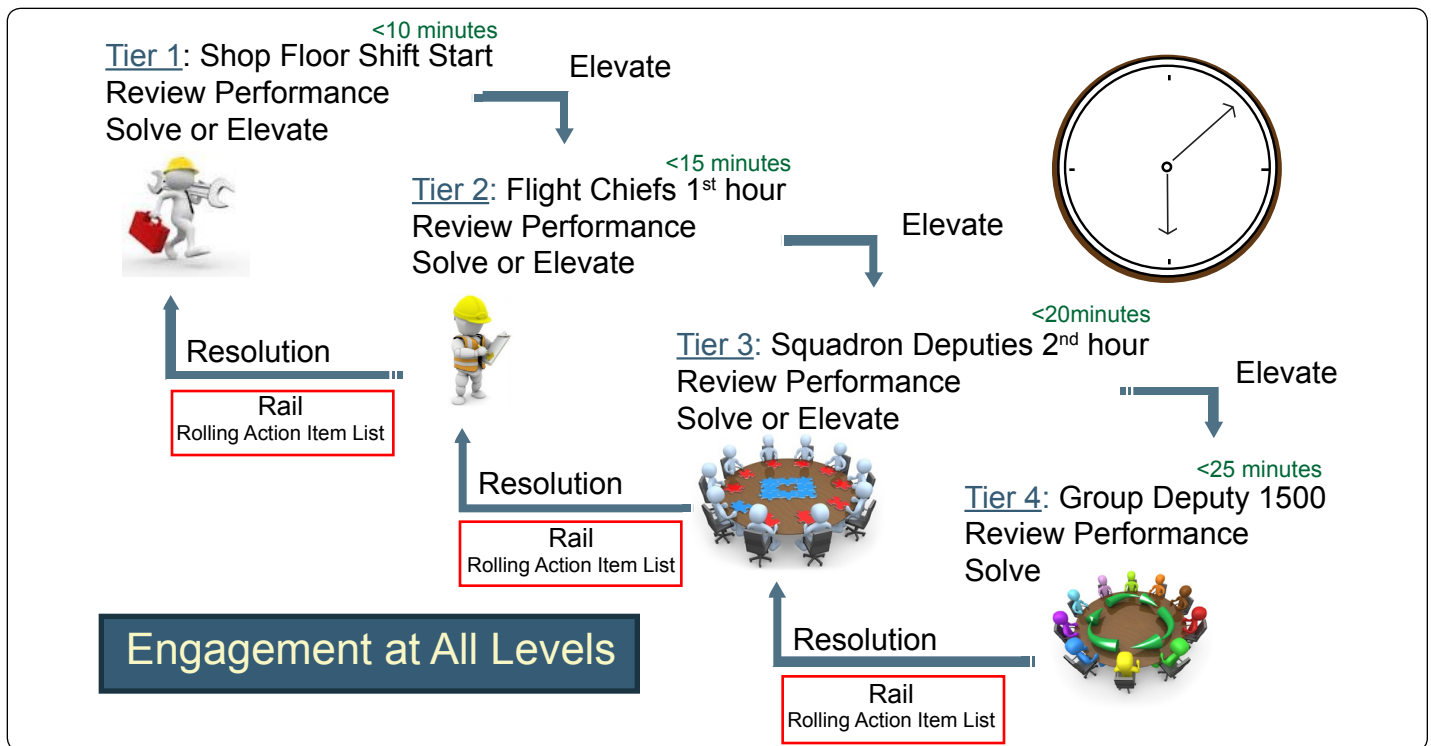 <10 minutes
Tier 1: Shop Floor Shift Start
Review Performance
Solve or Elevate
Elevate
<15 minutes
Tier 2: Flight Chiefs 1st hour
Review Performance
Solve or Elevate
Elevate
<20minutes
Tier 3: Squadron Deputies 2nd hour
Review Performance
Solve or Elevate
Elevate
<25 minutes
Tier 4: Group Deputy 1500
Review Performance
Solve
Resolution
Rail
Rolling Action Item List
Resolution
Rail
Rolling Action Item List
Resolution
Rail
Rolling Action Item List
Engagement at All Levels